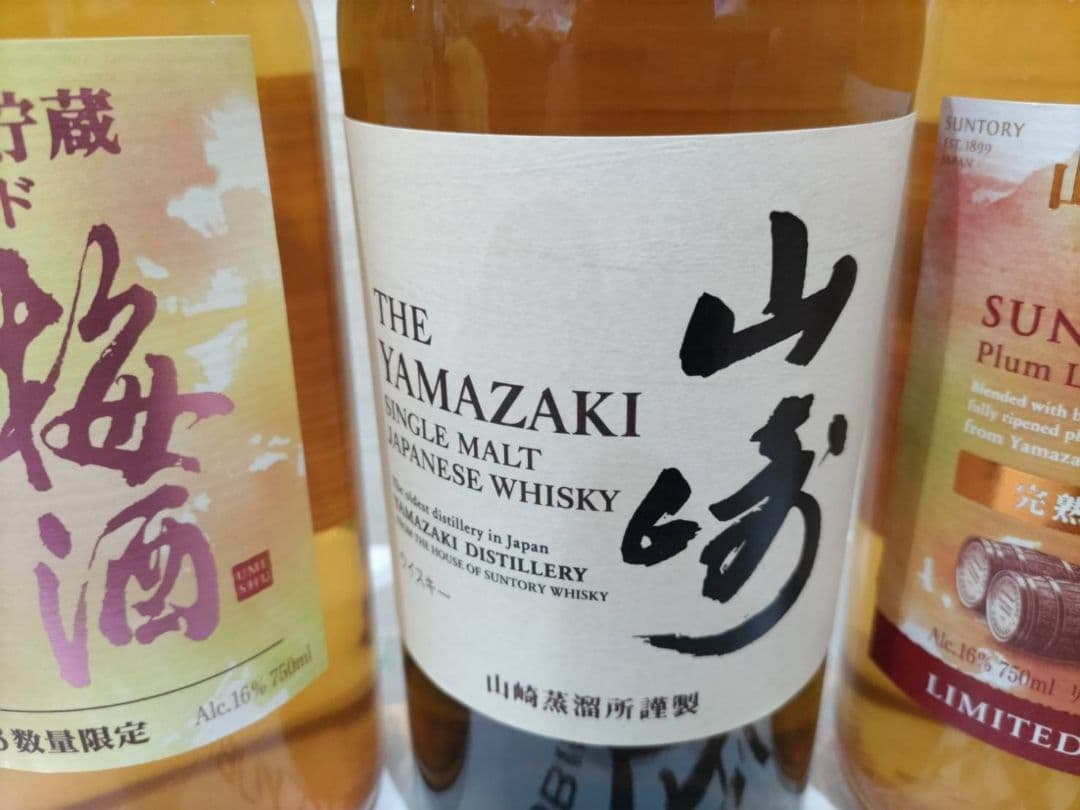 貯蔵
ド
梅酒
UMESHU
Alc.16% 750ml
数量限定
THE
YAMAZAKI
SINGLE MALT
JAPANESE WHISKY
The oldest distillery in Japan
YAMAZAKI DISTILLERY
FROM THE HOUSE OF SUNTORY WHISKY
ウイスキー
山崎
山崎蒸溜所謹製
SUNTORY
EST. 1899
JAPAN
山
SUN
Plum L
Blended with
fully ripened
from Yamaza
完熟
Alc.16% 750ml
LIMITED